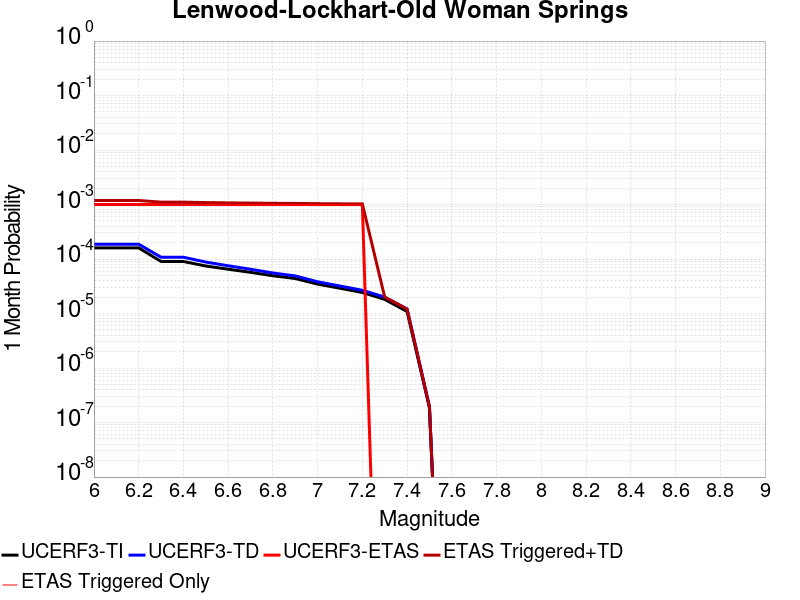 Lenwood-Lockhart-Old Woman Springs
10^0
10^-1
10^-2
10^-3
10^-4
10^-5
10^-6
10^-7
10^-8
1 Month Probability
6 6.2 6.4 6.6 6.8 7 7.2 7.4 7.6 7.8 8 8.2 8.4 8.6 8.8 9
Magnitude
UCERF3-TI UCERF3-TD UCERF3-ETAS ETAS Triggered+TD
ETAS Triggered Only